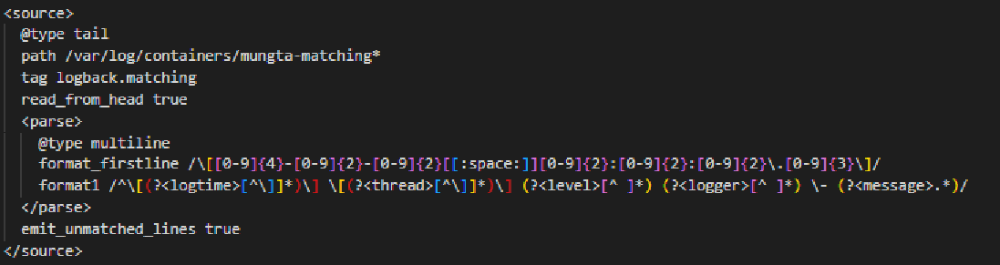 <source>
@type tail
path /var/log/containers/mungta-matching*
tag logback.matching
read_from_head true
<parse>
@type multiline
format_firstline /\[[0-9]{4}-[0-9]{2}-[0-9]{2}[[:space:]][0-9]{2}:[0-9]{2}:[0-9]{2}\.[0-9]{3}\]/
format1 /^\[(?<logtime>[^\]]*)\] \[(?<thread>[^\]]*)\] (?<level>[^ ]*) (?<logger>[^ ]*) \- (?<message>.*)/
</parse>
emit_unmatched_lines true
</source>